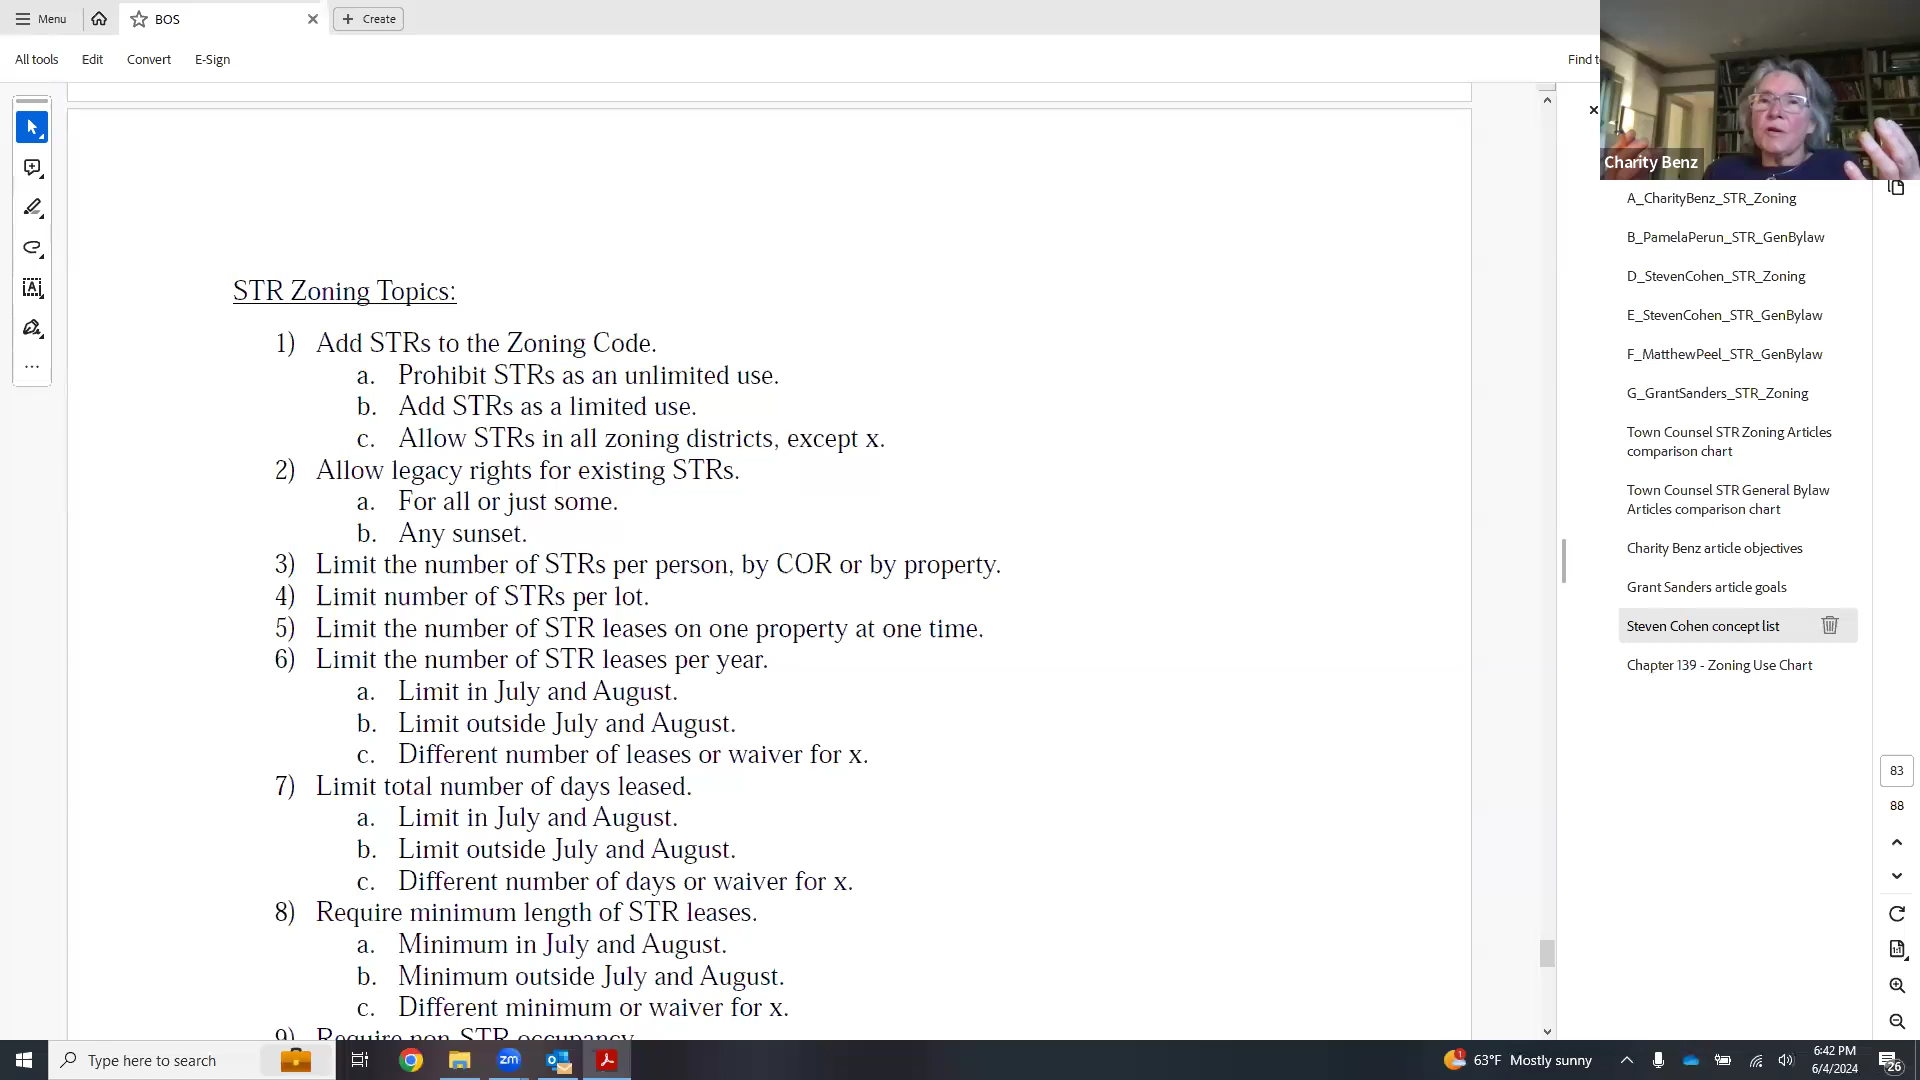 Menu
BOS
Create
All tools
Edit
Convert
E-Sign
Find
Charity Benz
STR Zoning Topics:
1) Add STRs to the Zoning Code.
a. Prohibit STRs as an unlimited use.
b. Add STRs as a limited use.
c. Allow STRs in all zoning districts, except x.
2) Allow legacy rights for existing STRs.
a. For all or just some.
b. Any sunset.
3) Limit the number of STRs per person, by COR or by property.
4) Limit number of STRs per lot.
5) Limit the number of STR leases on one property at one time.
6) Limit the number of STR leases per year.
a. Limit in July and August.
b. Limit outside July and August.
c. Different number of leases or waiver for x.
7) Limit total number of days leased.
a. Limit in July and August.
b. Limit outside July and August.
c. Different number of days or waiver for x.
8) Require minimum length of STR leases.
a. Minimum in July and August.
b. Minimum outside July and August.
c. Different minimum or waiver for x.
9) Require non-STR occupancy
A_CharityBenz_STR_Zoning
B_PamelaPerun_STR_GenBylaw
D_StevenCohen_STR_Zoning
E_StevenCohen_STR_GenBylaw
F_MatthewPeel_STR_GenBylaw
G_GrantSanders_STR_Zoning
Town Counsel STR Zoning Articles
comparison chart
Town Counsel STR General Bylaw
Articles comparison chart
Charity Benz article objectives
Grant Sanders article goals
Steven Cohen concept list
Chapter 139 - Zoning Use Chart
83
88
Type here to search
zm
1
63°F Mostly sunny
6:42 PM
6/4/2024
26